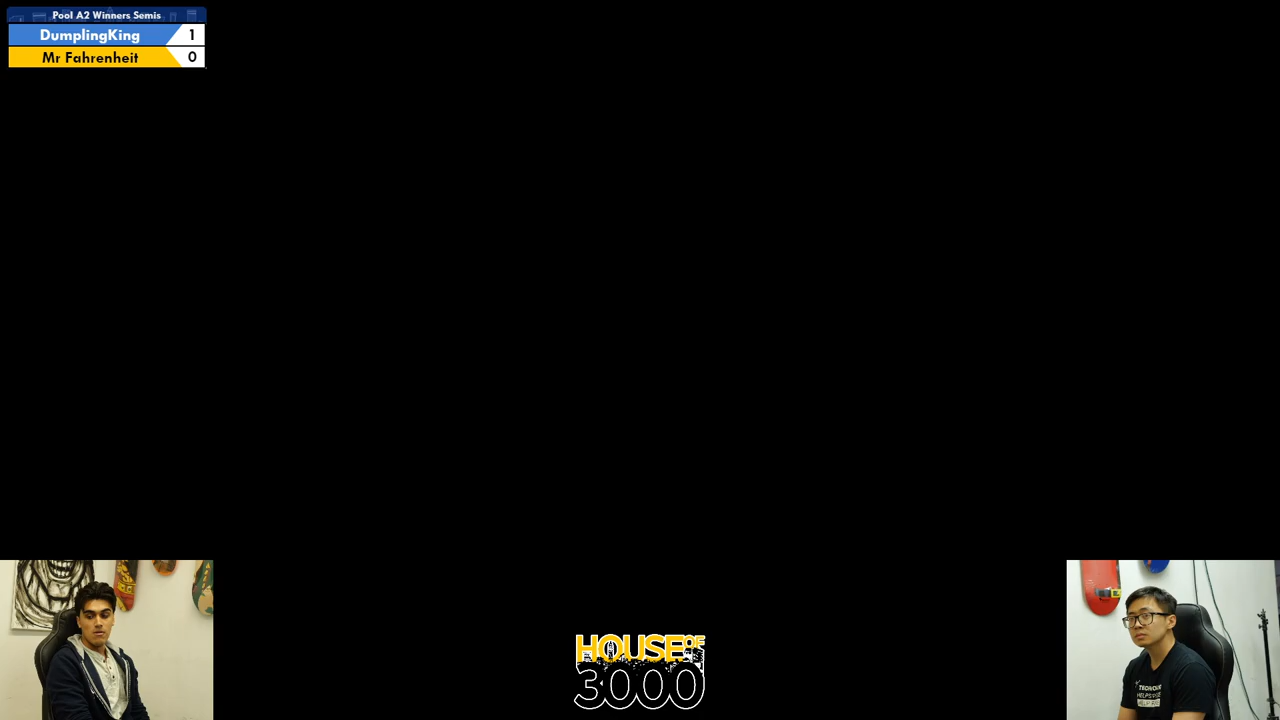 Pool A2 Winners Semis
DumplingKing 1
Mr Fahrenheit 0
HOUSE OF
3000